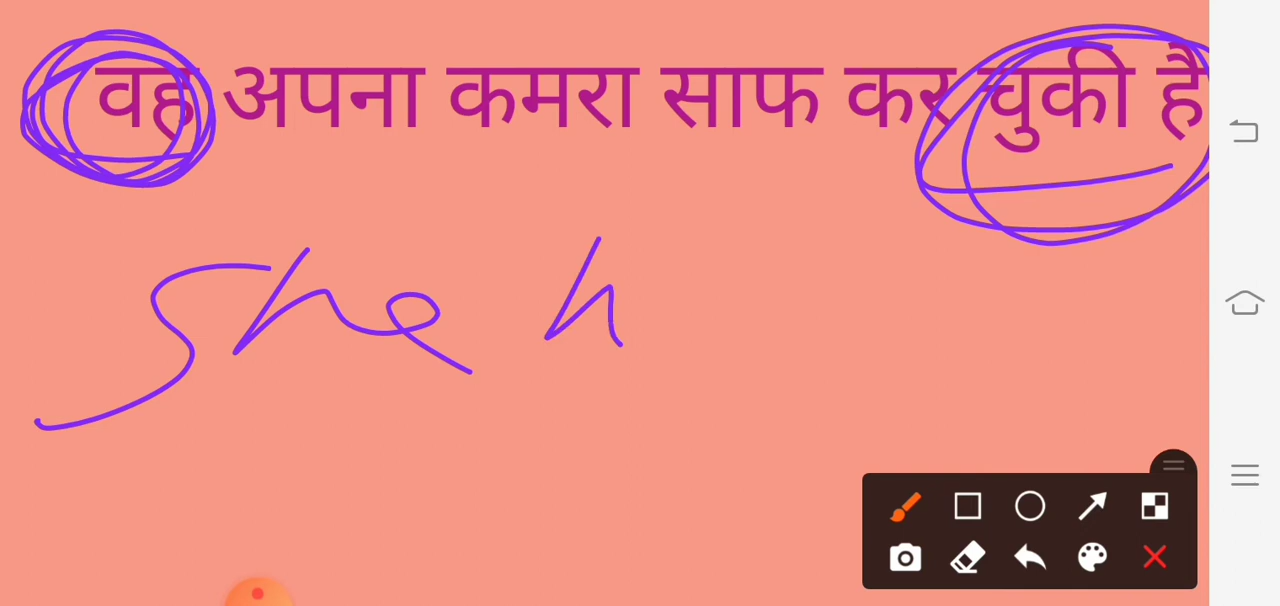 वह अपना कमरा साफ कर चुकी है
She h